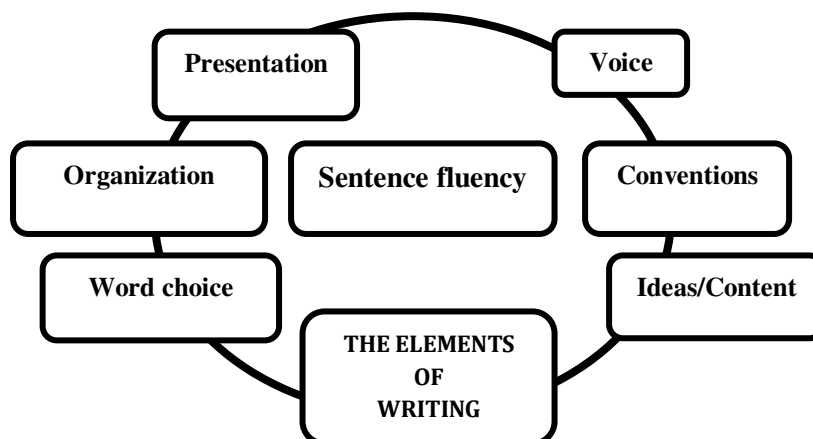 Presentation
Voice
Organization
Sentence fluency
Conventions
Word choice
Ideas/Content
THE ELEMENTS
OF
WRITING